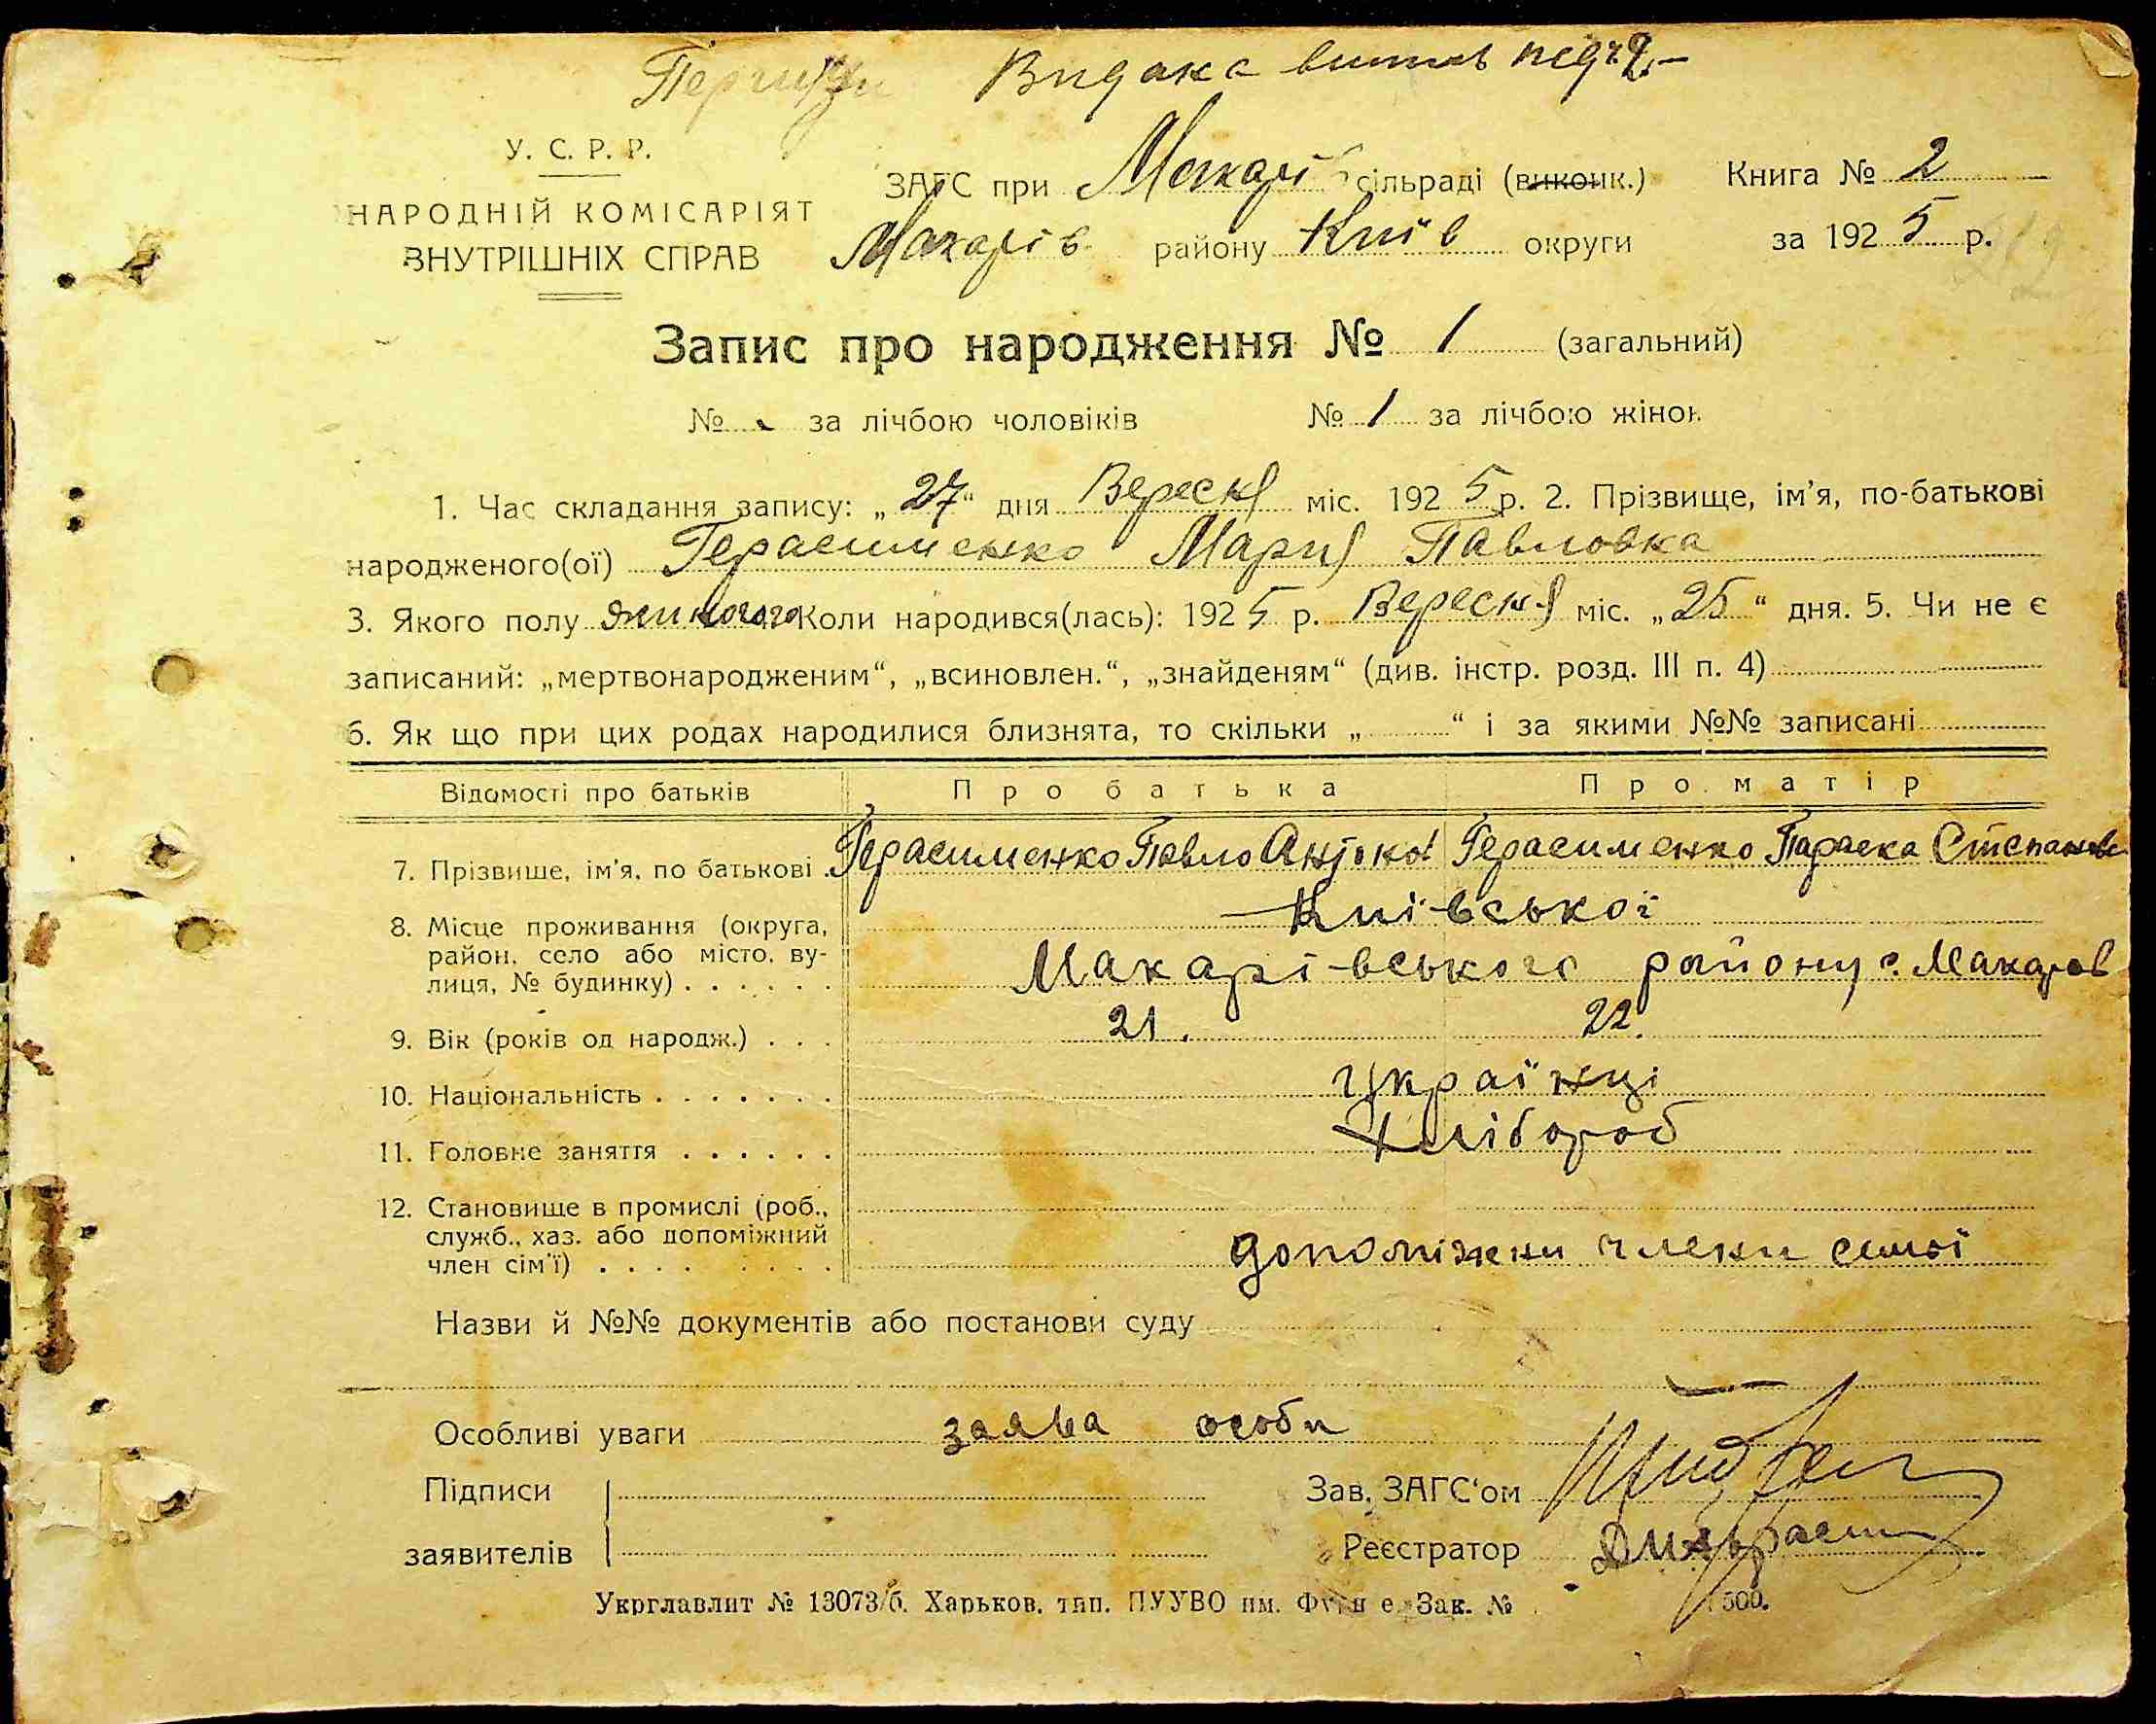 Видана
У. С. Р. Р.
НАРОДНІЙ КОМІСАРІЯТ
ВНУТРІШНІХ СПРАВ
ЗАГС при Макарів сільраді (виконк.)
Макарів району Київ округи
Книга № 2
за 1925 р.
Запис про народження № 1 (загальний)
№ за лічбою чоловіків № 1 за лічбою жінок
1. Час складання запису: „27“ дня Вересня міс. 1925 р. 2. Прізвище, ім’я, по-батькові
народженого(ої) Герасименко Мария Павловна
3. Якого полу жиночого Коли народився(лась): 1925 р. Вересня міс. „25“ дня. 5. Чи не є
записаний: „мертвонародженим“, „всиновлен.“, „знайденям“ (див. інстр. розд. III п. 4)
6. Як що при цих родах народилися близнята, то скільки „ “ і за якими №№ записані
Відомості про батьків Про батька Про матір
7. Прізвише, ім’я, по батькові Герасименко Павло Герасименко Параска Степановна
8. Місце проживання (округа, район, село або місто, вулиця, № будинку) Київської
Макарівського району с. Макаров
9. Вік (років од народж.) 21. 22.
10. Національність українці
11. Головне заняття Хлібороб
12. Становище в промислі (роб.,
служб., хаз. або допоміжний
член сім’ї) допоміжни члени семьї
Назви й №№ документів або постанови суду
Особливі уваги заява особи
Підписи Зав. ЗАГС‘ом
заявителів Реєстратор
Укрглавлит № 13073/б. Харьков, тип. ПУУВО им. Зак. № 500.